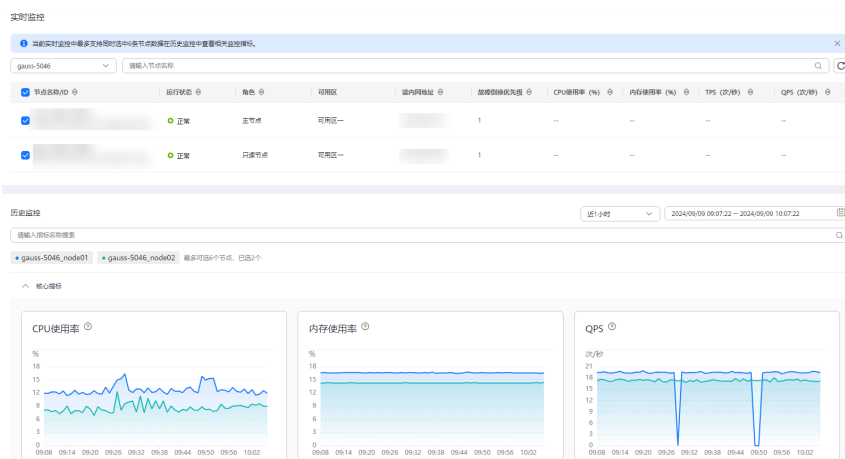 实时监控
当前实时监控中最多支持同时选中6条节点数据在历史监控中查看相关监控指标。
gauss-5046 请输入节点名称
节点名称/ID 运行状态 角色 可用区 读内网地址 故障倒换优先级 CPU使用率 (%) 内存使用率 (%) TPS (次/秒) QPS (次/秒)
正常 主节点 可用区一 1 -- -- -- --
正常 只读节点 可用区一 1 -- -- -- --
历史监控 近1小时 2024/09/09 09:07:22 — 2024/09/09 10:07:22
请输入指标名称搜索
gauss-5046_node01 gauss-5046_node02 最多可选6个节点, 已选2个
核心指标
CPU使用率 内存使用率 QPS
% % 次/秒
18 18 21
15 15 18
12 12 15
9 9 12
6 6 9
3 3 6
0 0 3
0
09:08 09:14 09:20 09:26 09:32 09:38 09:44 09:50 09:56 10:02
09:08 09:14 09:20 09:26 09:32 09:38 09:44 09:50 09:56 10:02
09:08 09:14 09:20 09:26 09:32 09:38 09:44 09:50 09:56 10:02